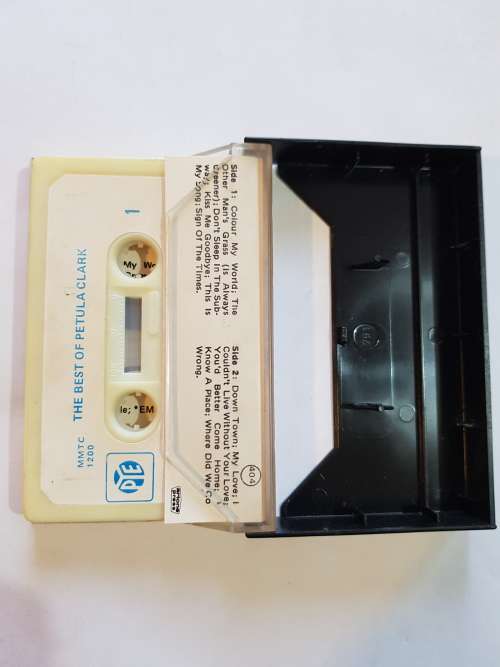 THE BEST OF PETULA CLARK
MMTC
1200
1
PYE
My
le; *EM
Side 1: Colour My World; The
Other Man's Grass (Is Always
Greener); Don't Sleep In The Sub-
way; Kiss Me Goodbye; This Is
My Song; Sign Of The Times.
Side 2: Down Town; My Love; I
Couldn't Live Without Your Love;
You'd Better Come Home; I
Know A Place; Where Did We Go
Wrong.
404